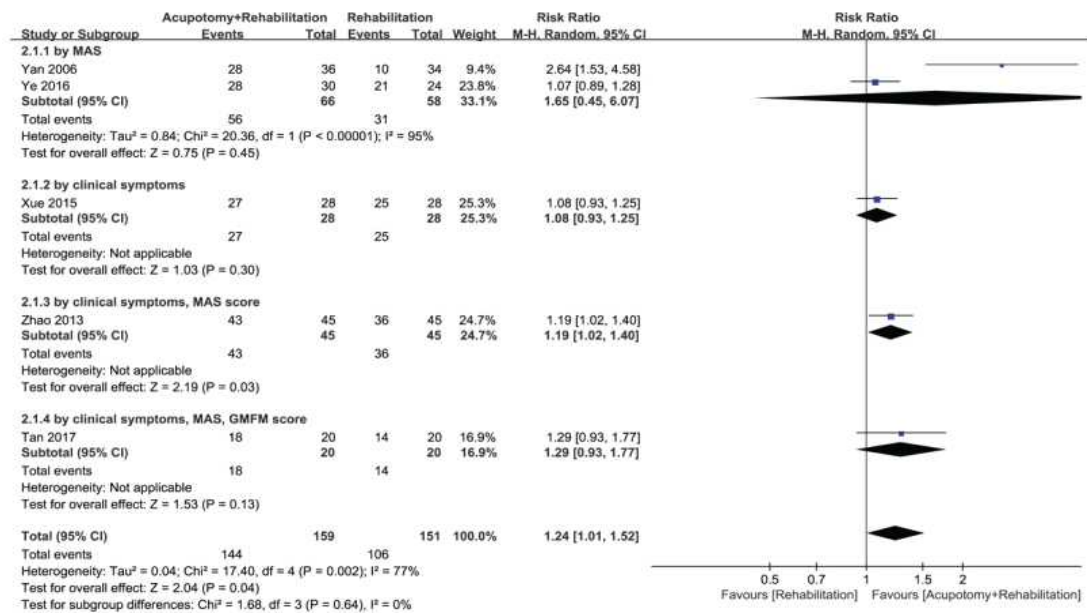 Acupotomy+Rehabilitation Rehabilitation Risk Ratio Risk Ratio
Study or Subgroup Events Total Events Total Weight M-H, Random, 95% CI M-H, Random, 95% CI
2.1.1 by MAS
Yan 2006 28 36 10 34 9.4% 2.64 [1.53, 4.58]
Ye 2016 28 30 21 24 23.8% 1.07 [0.89, 1.28]
Subtotal (95% CI) 66 58 33.1% 1.65 [0.45, 6.07]
Total events 56 31
Heterogeneity: Tau² = 0.84; Chi² = 20.36, df = 1 (P < 0.00001); I² = 95%
Test for overall effect: Z = 0.75 (P = 0.45)
2.1.2 by clinical symptoms
Xue 2015 27 28 25 28 25.3% 1.08 [0.93, 1.25]
Subtotal (95% CI) 28 28 25.3% 1.08 [0.93, 1.25]
Total events 27 25
Heterogeneity: Not applicable
Test for overall effect: Z = 1.03 (P = 0.30)
2.1.3 by clinical symptoms, MAS score
Zhao 2013 43 45 36 45 24.7% 1.19 [1.02, 1.40]
Subtotal (95% CI) 45 45 24.7% 1.19 [1.02, 1.40]
Total events 43 36
Heterogeneity: Not applicable
Test for overall effect: Z = 2.19 (P = 0.03)
2.1.4 by clinical symptoms, MAS, GMFM score
Tan 2017 18 20 14 20 16.9% 1.29 [0.93, 1.77]
Subtotal (95% CI) 20 20 16.9% 1.29 [0.93, 1.77]
Total events 18 14
Heterogeneity: Not applicable
Test for overall effect: Z = 1.53 (P = 0.13)
Total (95% CI) 159 151 100.0% 1.24 [1.01, 1.52]
Total events 144 106
Heterogeneity: Tau² = 0.04; Chi² = 17.40, df = 4 (P = 0.002); I² = 77%
Test for overall effect: Z = 2.04 (P = 0.04)
Test for subgroup differences: Chi² = 1.68, df = 3 (P = 0.64), I² = 0%
0.5 0.7 1 1.5 2
Favours [Rehabilitation] Favours [Acupotomy+Rehabilitation]